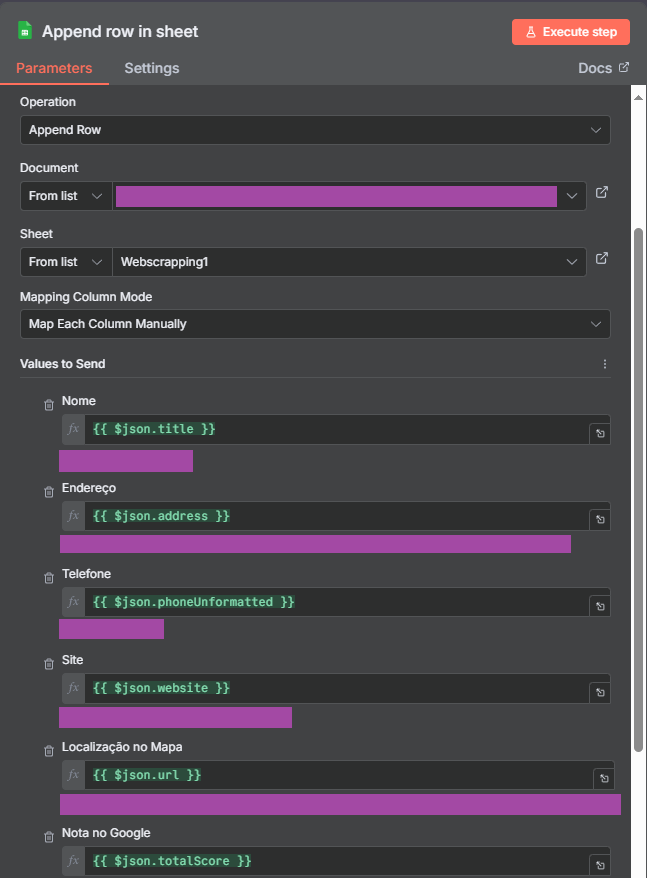 Append row in sheet
Execute step
Parameters
Settings
Docs
Operation
Append Row
Document
From list
Sheet
From list
Webscrapping1
Mapping Column Mode
Map Each Column Manually
Values to Send
Nome
fx
{{ $json.title }}
Endereço
fx
{{ $json.address }}
Telefone
fx
{{ $json.phoneUnformatted }}
Site
fx
{{ $json.website }}
Localização no Mapa
fx
{{ $json.url }}
Nota no Google
fx
{{ $json.totalScore }}